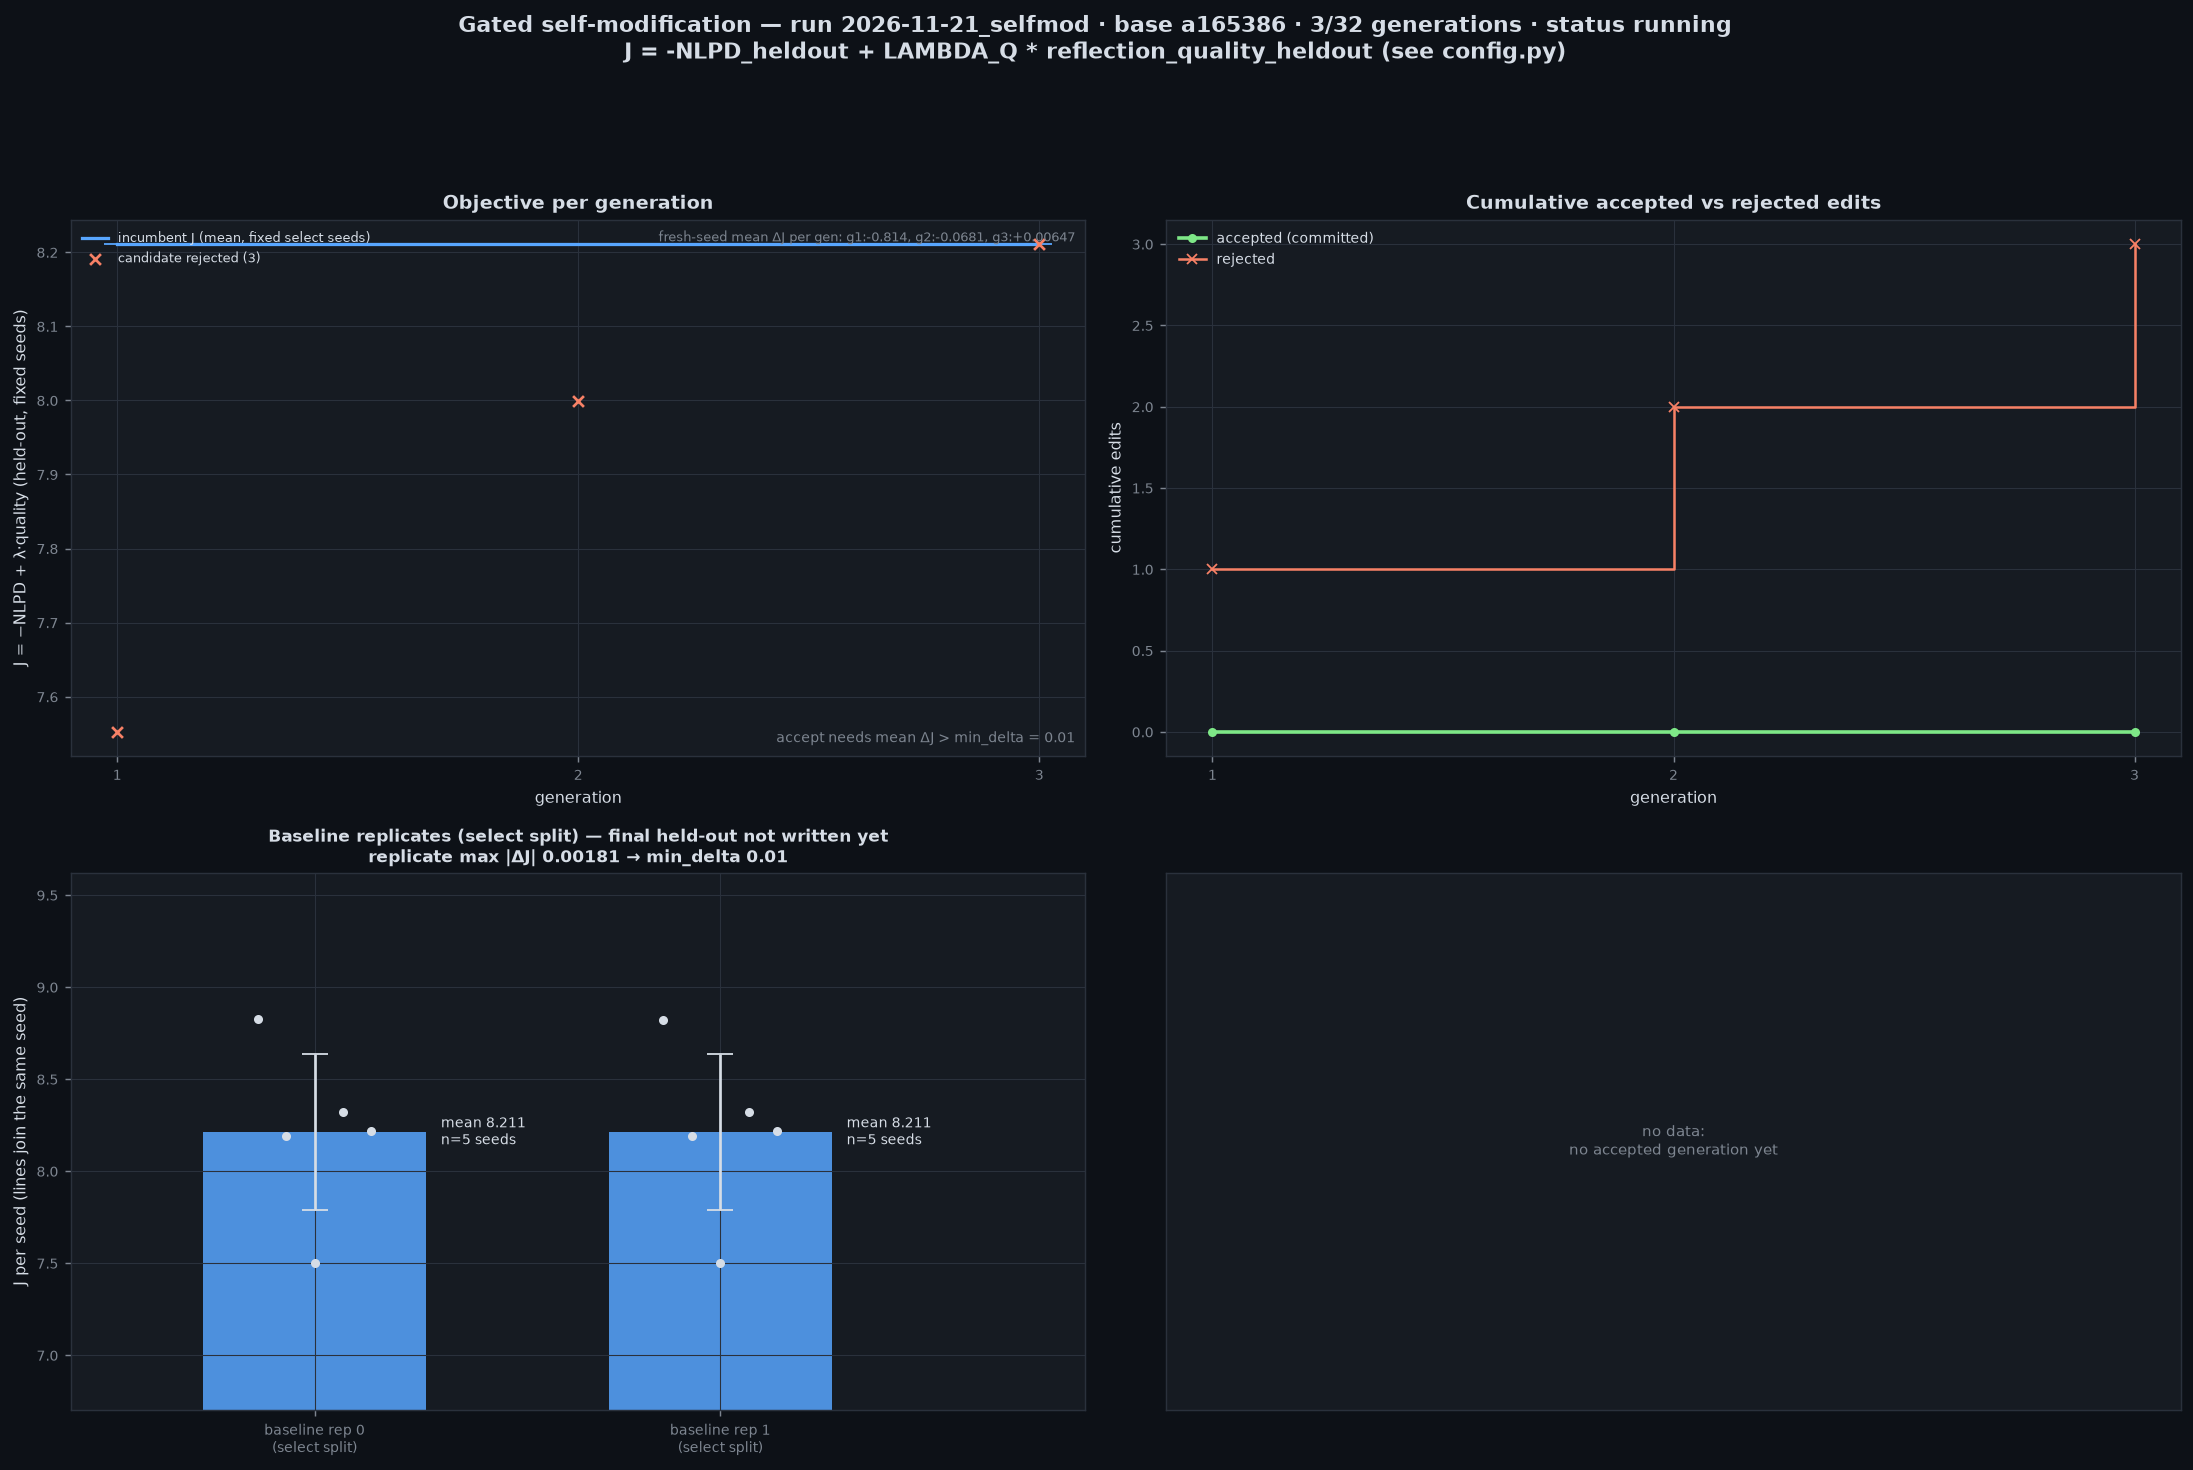 Gated self-modification — run 2026-11-21_selfmod · base a165386 · 3/32 generations · status running
J = -NLPD_heldout + LAMBDA_Q * reflection_quality_heldout (see config.py)
Objective per generation
incumbent J (mean, fixed select seeds)
candidate rejected (3)
fresh-seed mean ΔJ per gen: g1:-0.814, g2:-0.0681, g3:+0.00647
accept needs mean ΔJ > min_delta = 0.01
J = −NLPD + λ·quality (held-out, fixed seeds)
8.2
8.1
8.0
7.9
7.8
7.7
7.6
1
2
3
generation
Cumulative accepted vs rejected edits
accepted (committed)
rejected
cumulative edits
3.0
2.5
2.0
1.5
1.0
0.5
0.0
1
2
3
generation
Baseline replicates (select split) — final held-out not written yet
replicate max |ΔJ| 0.00181 → min_delta 0.01
J per seed (lines join the same seed)
9.5
9.0
8.5
8.0
7.5
7.0
mean 8.211
n=5 seeds
mean 8.211
n=5 seeds
baseline rep 0
(select split)
baseline rep 1
(select split)
no data:
no accepted generation yet